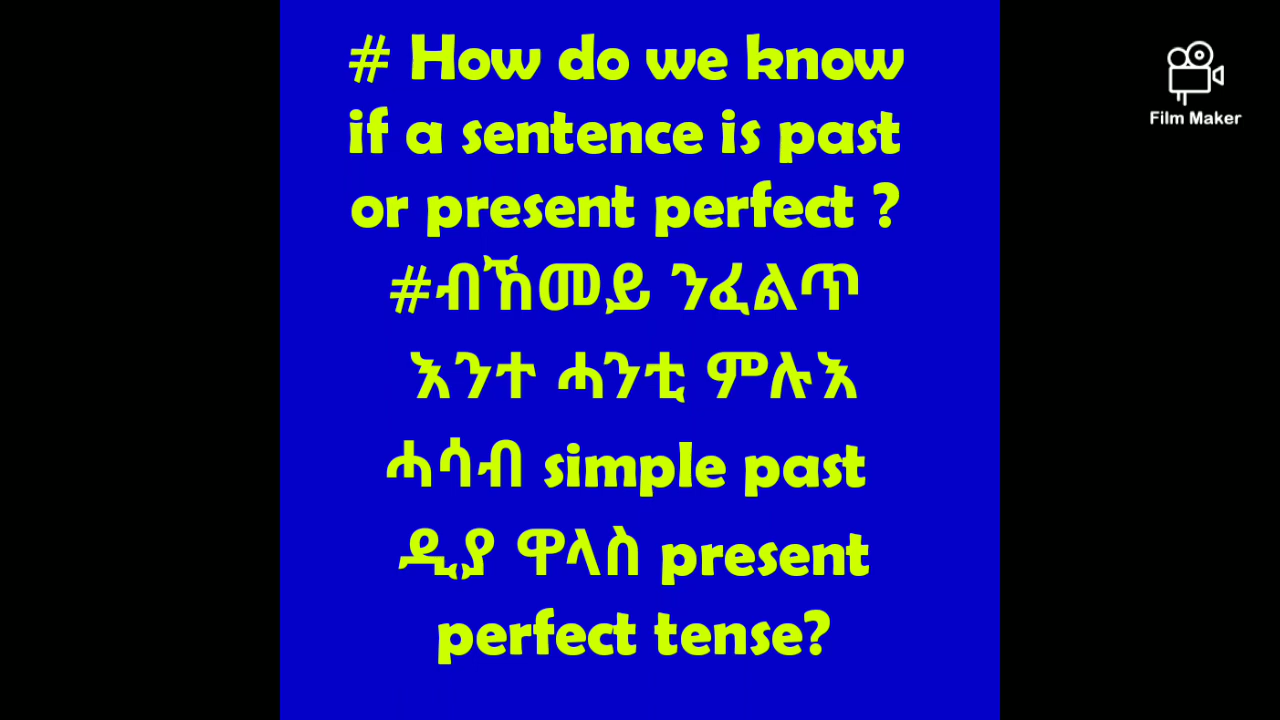 # How do we know
if a sentence is past
or present perfect ?
#ብኸመይ ንፈልጥ
እንተ ሓንቲ ምሉእ
ሓሳብ simple past
ዲያ ዋላስ present
perfect tense?
Film Maker